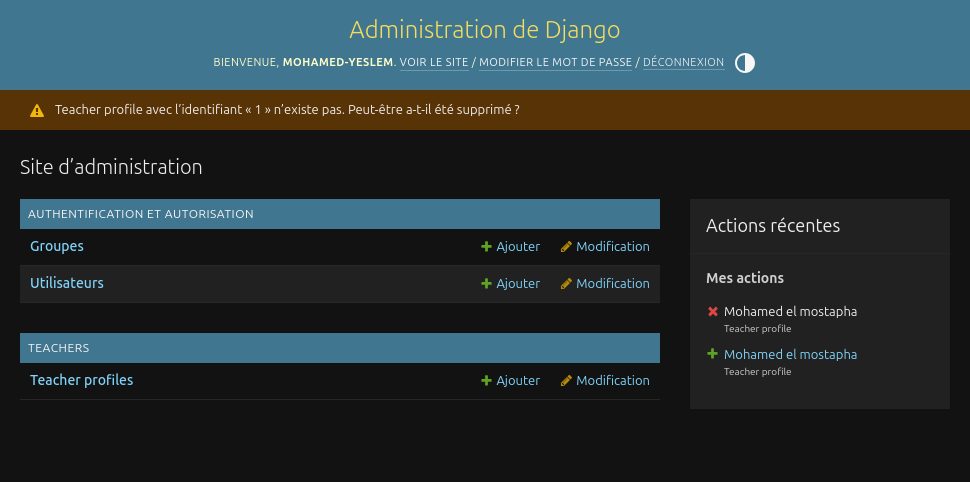 Administration de Django
BIENVENUE, MOHAMED-YESLEM. VOIR LE SITE / MODIFIER LE MOT DE PASSE / DÉCONNEXION
Teacher profile avec l’identifiant « 1 » n’existe pas. Peut-être a-t-il été supprimé ?
Site d’administration
AUTHENTIFICATION ET AUTORISATION
Groupes Ajouter Modification
Utilisateurs Ajouter Modification
TEACHERS
Teacher profiles Ajouter Modification
Actions récentes
Mes actions
Mohamed el mostapha
Teacher profile
Mohamed el mostapha
Teacher profile